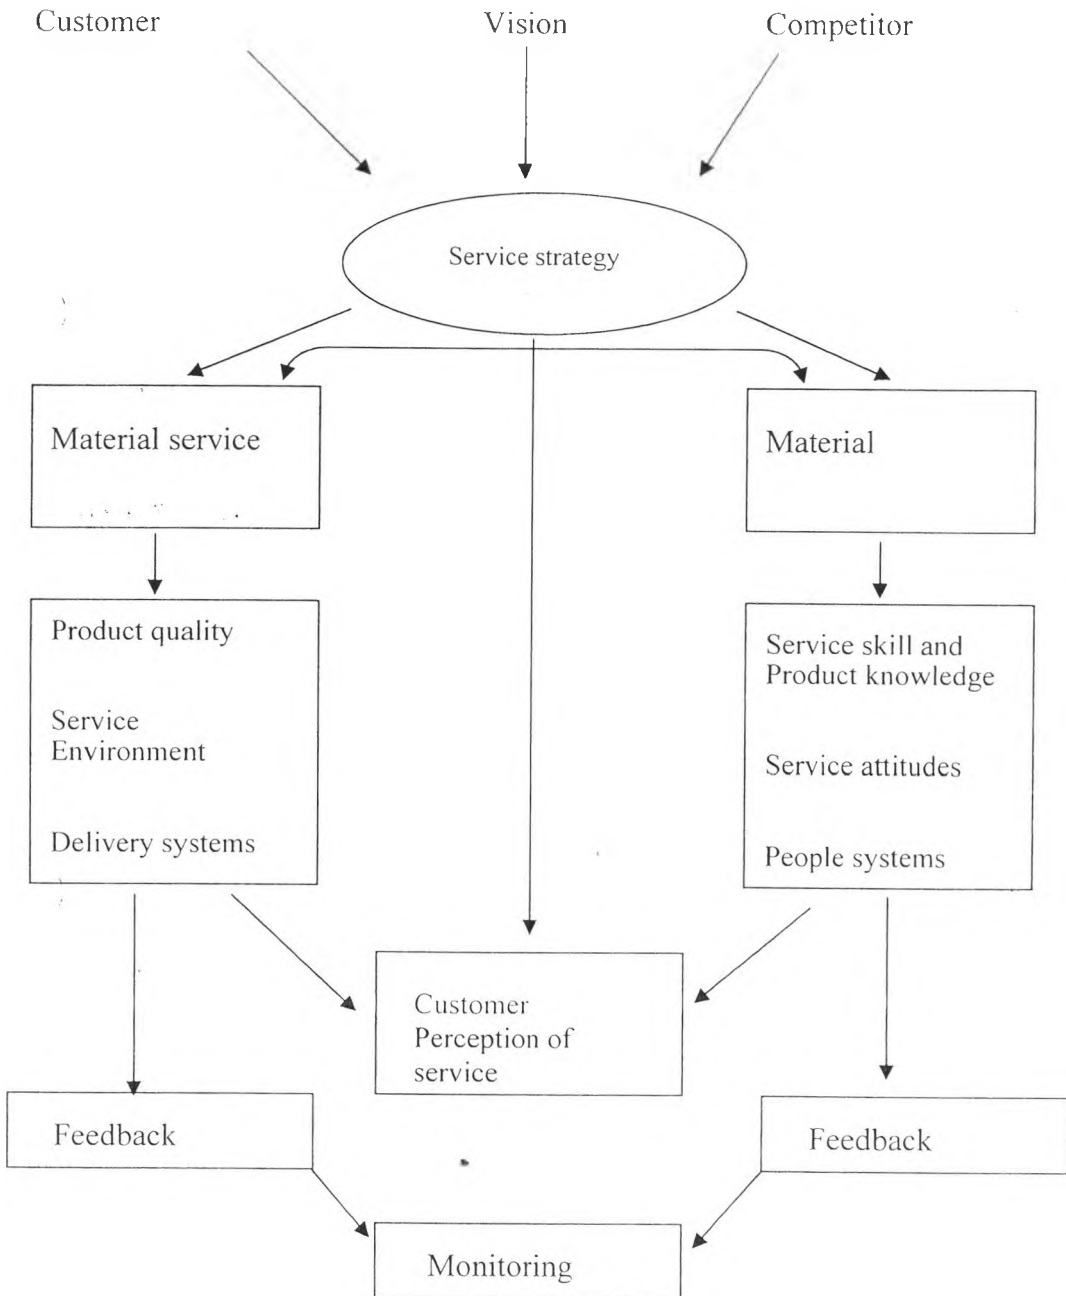 Customer
Vision
Competitor
Service strategy
Material service
Material
Product quality
Service
Environment
Delivery systems
Service skill and
Product knowledge
Service attitudes
People systems
Customer
Perception of
service
Feedback
Feedback
Monitoring